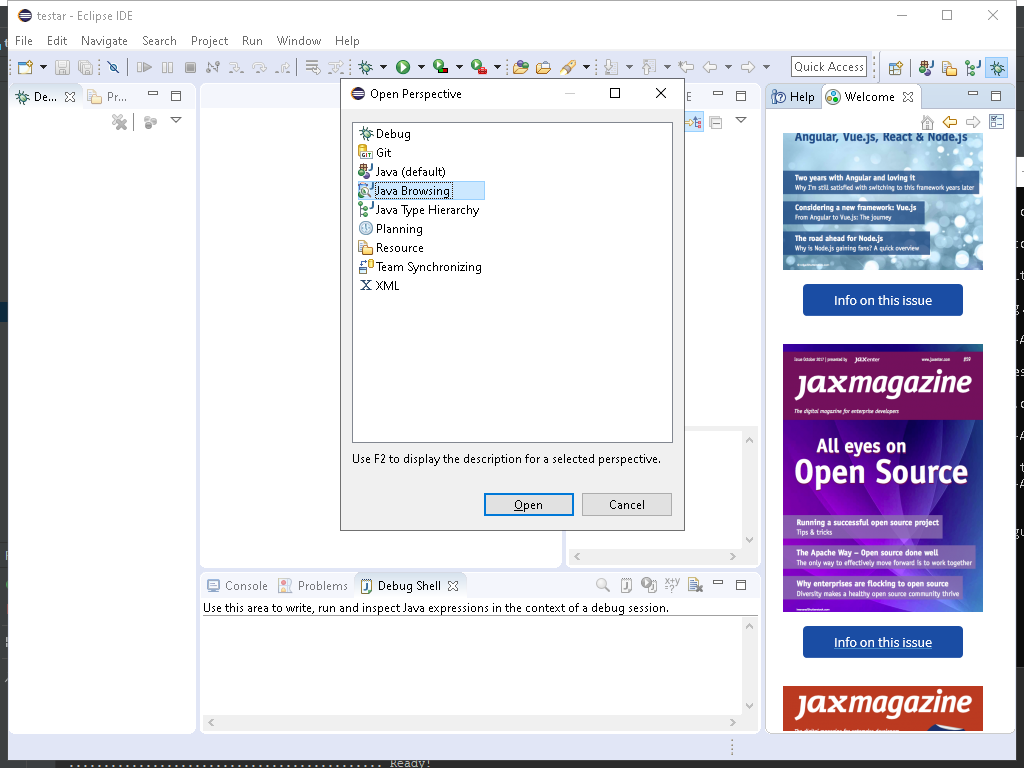 testar - Eclipse IDE
File Edit Navigate Search Project Run Window Help
Quick Access
De... Pr...
Open Perspective
Debug
Git
Java (default)
Java Browsing
Java Type Hierarchy
Planning
Resource
Team Synchronizing
XML
Use F2 to display the description for a selected perspective.
Open Cancel
Console Problems Debug Shell
Use this area to write, run and inspect Java expressions in the context of a debug session.
Help Welcome
Angular, Vue.js, React & Node.js
Two years with Angular and loving it
Why I'm still satisfied with switching to this framework years later
Considering a new framework: Vue.js
From Angular to Vue.js: The journey
The road ahead for Node.js
Why is Node.js gaining fans? A quick overview
Info on this issue
Issue October 2017 | presented by JAXenter www.jaxenter.com #59
jaxmagazine
The digital magazine for enterprise developers
All eyes on
Open Source
Running a successful open source project
Tips & tricks
The Apache Way – Open source done well
The only way to effectively move forward is to work together
Why enterprises are flocking to open source
Diversity makes a healthy open source community thrive
Info on this issue
jaxmagazine
The digital magazine for enterprise developers
Ready!